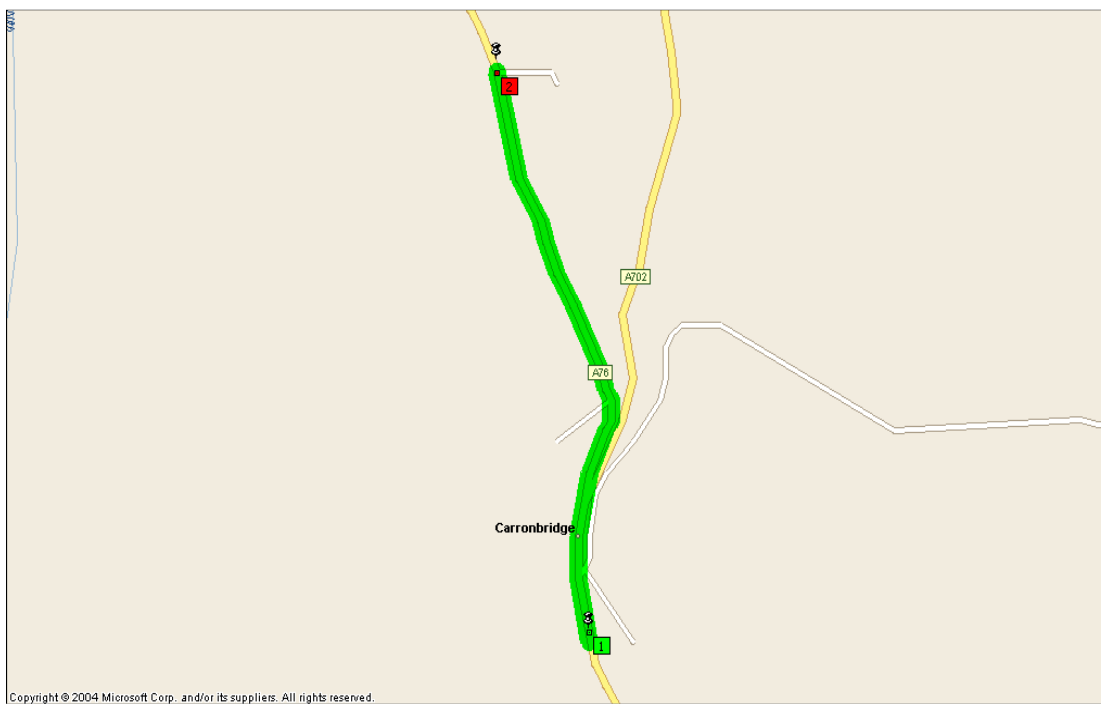 2
A702
A76
Carronbridge
1
Copyright © 2004 Microsoft Corp. and/or its suppliers. All rights reserved.